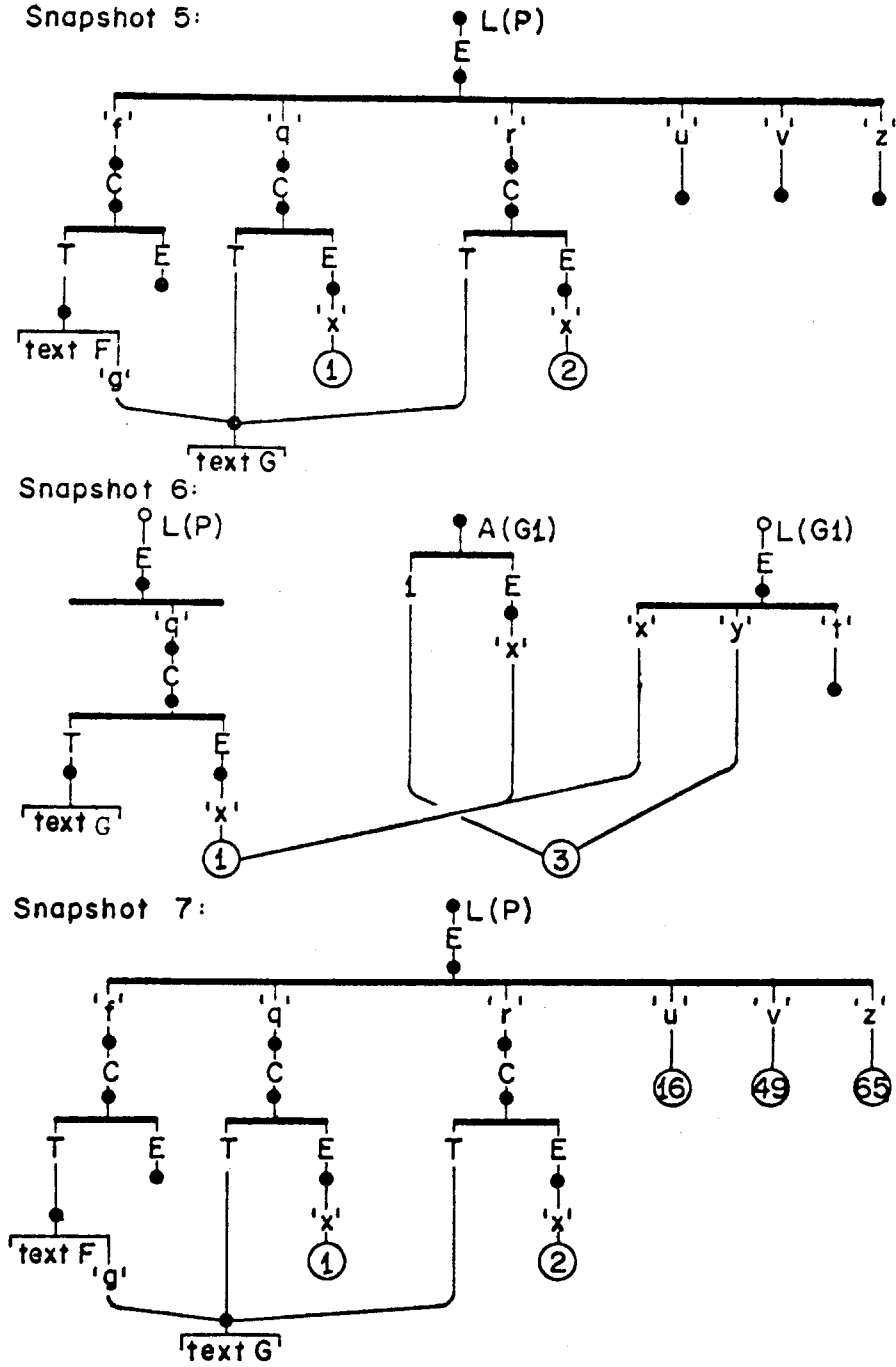 Snapshot 5:
L(P)
E
'f' 'q' 'r' 'u' 'v' 'z'
C C C
T E T E T E
'x' 'x'
text F
1 2
'g'
text G
Snapshot 6:
L(P) A(G1) L(G1)
E E
1 E
'q' 'x' 'y' 't'
'x'
C
T E
'x'
text G
1 3
Snapshot 7:
L(P)
E
'f' 'q' 'r' 'u' 'v' 'z'
C C C 16 49 65
T E T E T E
'x' 'x'
text F 1 2
'g'
text G